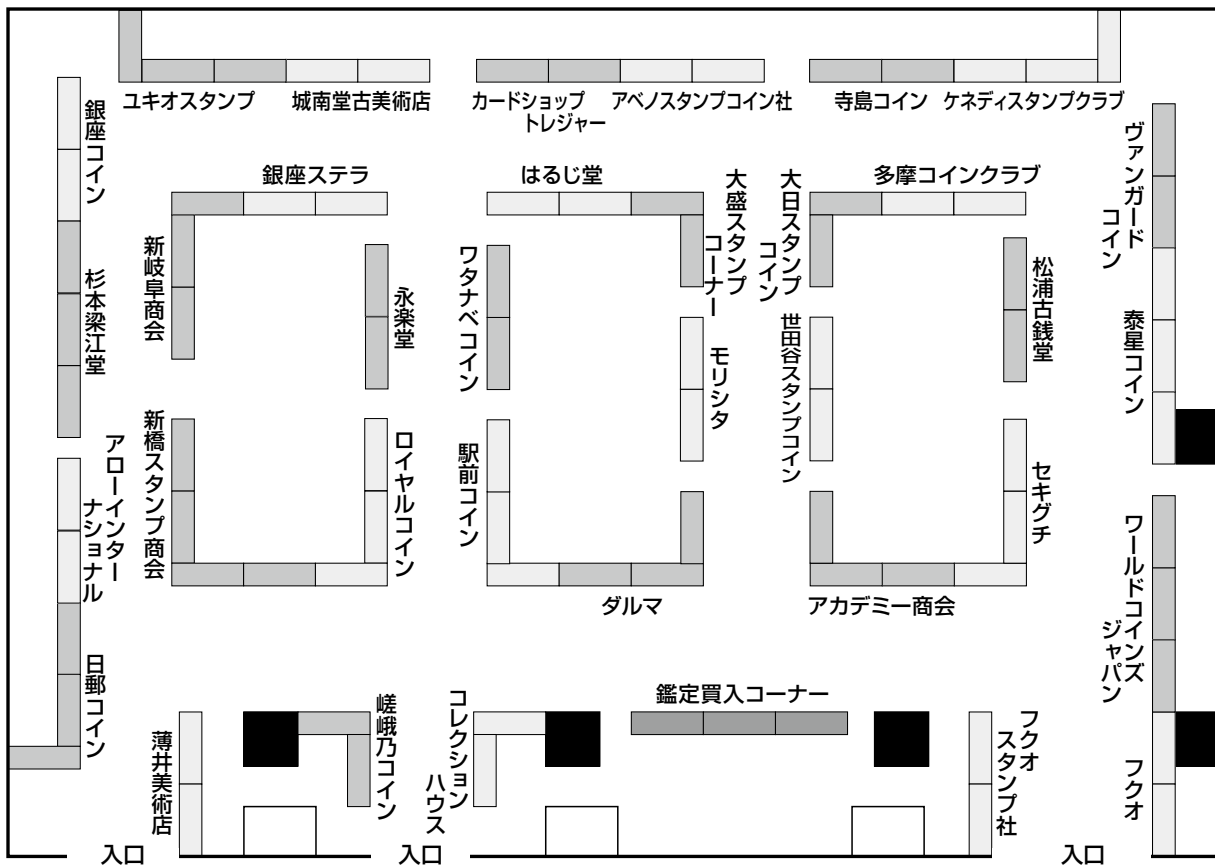 ユキオスタンプ
城南堂古美術店
カードショップ
トレジャー
アベノスタンプコイン社
寺島コイン
ケネディスタンプクラブ
銀座コイン
杉本梁江堂
アローインター
ナショナル
日郵コイン
銀座ステラ
新岐阜商会
永楽堂
新橋スタンプ商会
ロイヤルコイン
はるじ堂
大盛スタンプ
コーナー
ワタナベコイン
モリシタ
駅前コイン
ダルマ
大日スタンプ
コイン
多摩コインクラブ
世田谷スタンプコイン
松浦古銭堂
セキグチ
アカデミー商会
ヴァンガード
コイン
泰星コイン
ワールドコインズ
ジャパン
フクオ
薄井美術店
嵯峨乃コイン
コレクション
ハウス
鑑定買入コーナー
フクオ
スタンプ社
入口
入口
入口